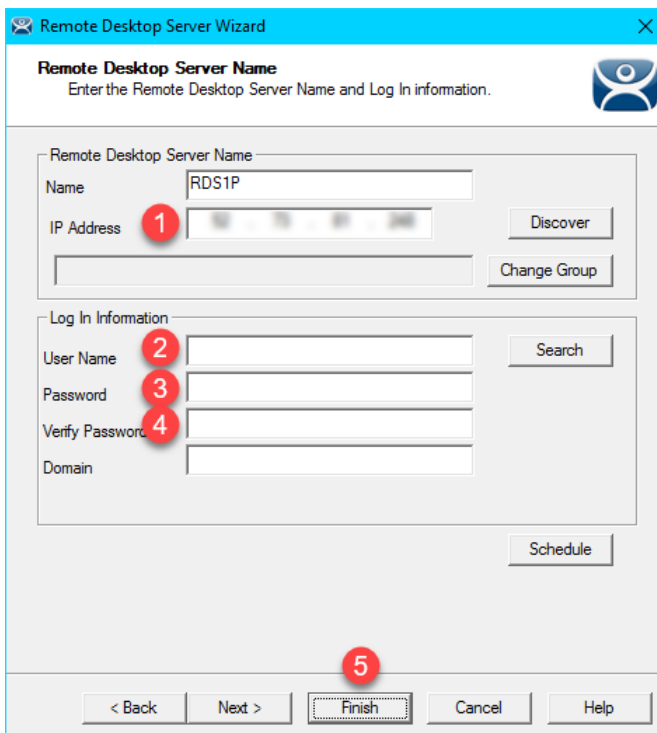 Remote Desktop Server Wizard
Remote Desktop Server Name
Enter the Remote Desktop Server Name and Log In information.
Remote Desktop Server Name
Name RDS1P
IP Address 1 Discover
Change Group
Log In Information
User Name 2 Search
Password 3
Verify Password 4
Domain
Schedule
5
< Back Next > Finish Cancel Help